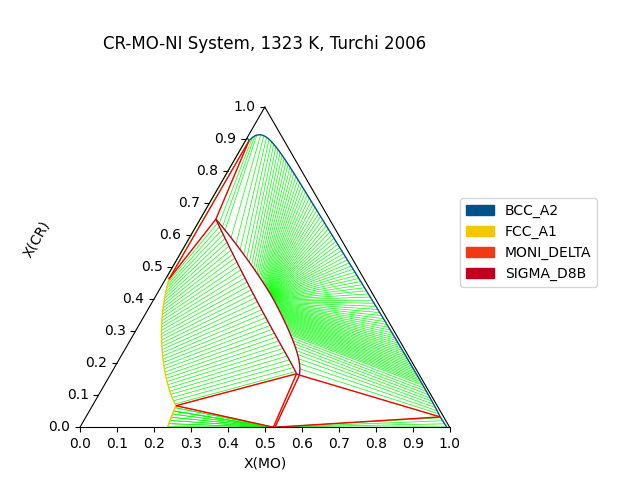 CR-MO-NI System, 1323 K, Turchi 2006
1.0
0.9
0.8
0.7
0.6
0.5
0.4
0.3
0.2
0.1
0.0
X(CR)
0.0 0.1 0.2 0.3 0.4 0.5 0.6 0.7 0.8 0.9 1.0
X(MO)
BCC_A2
FCC_A1
MONI_DELTA
SIGMA_D8B